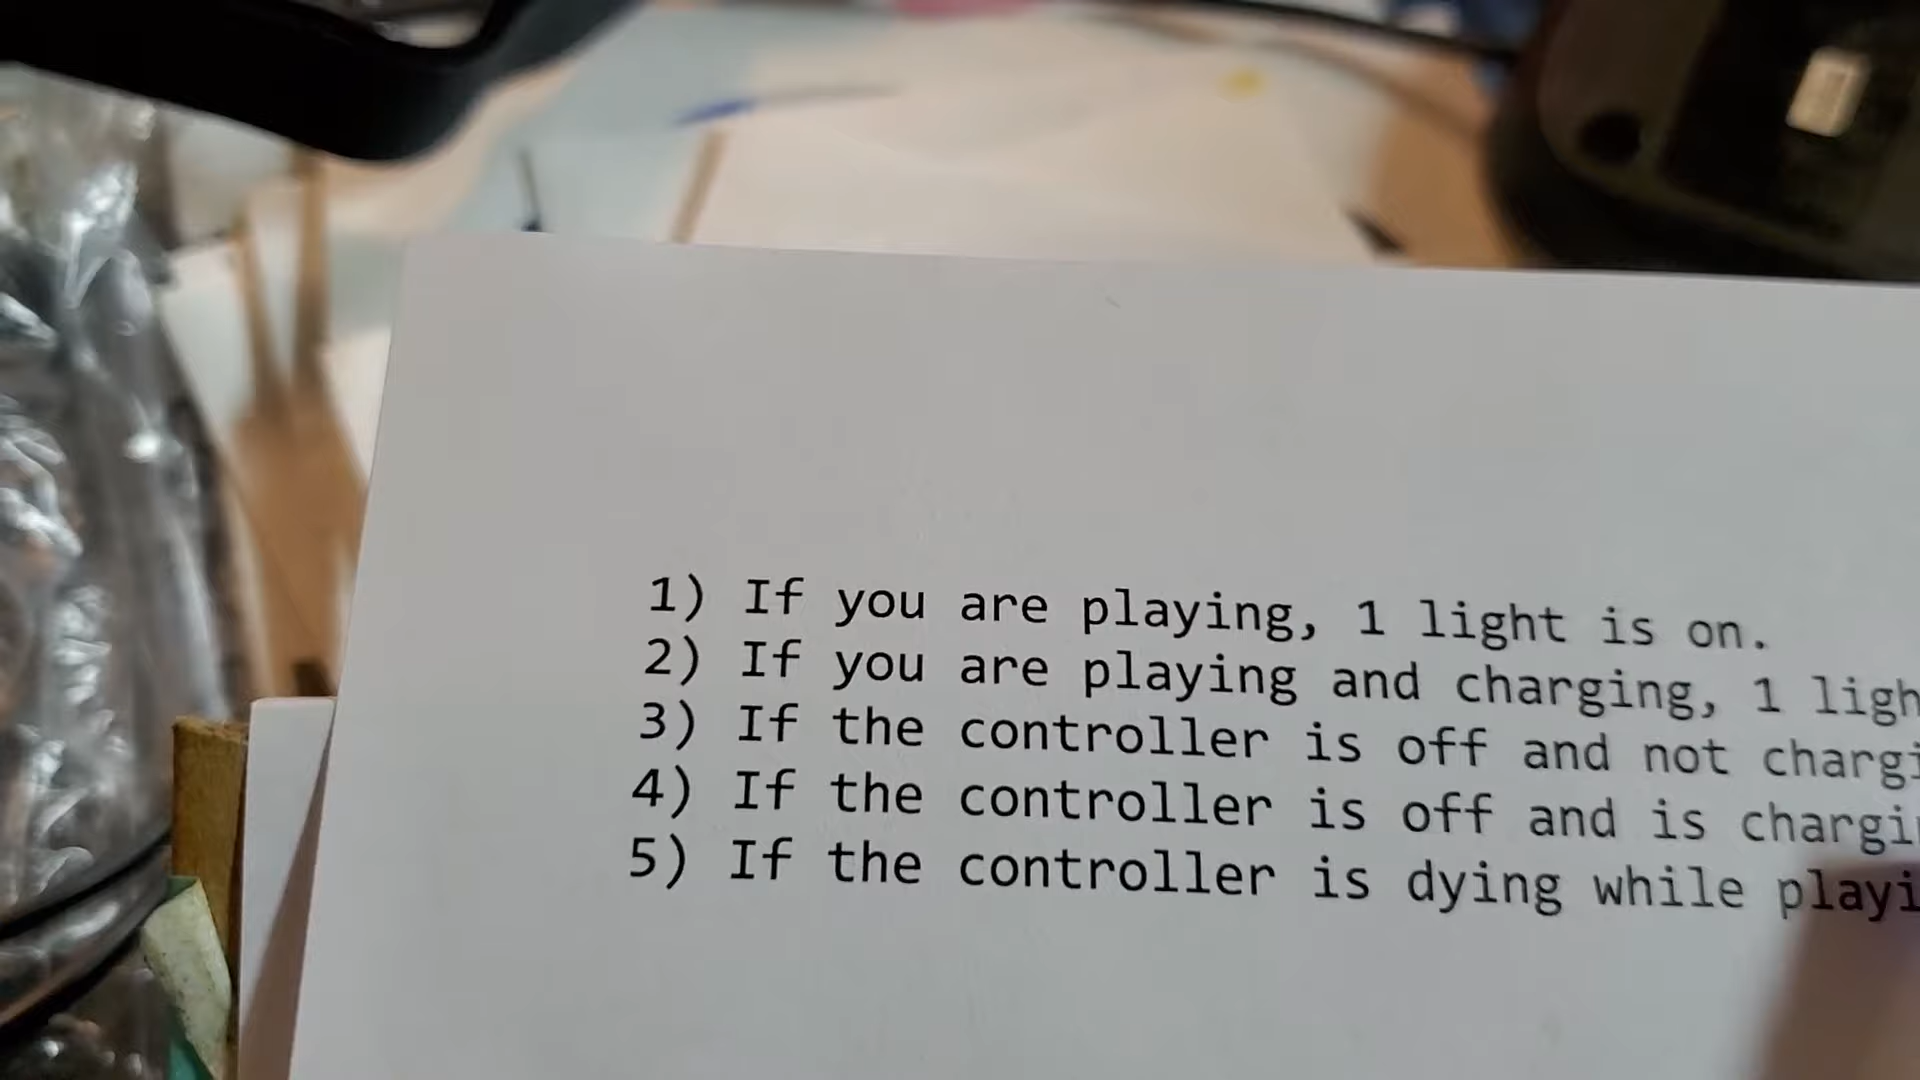 1) If you are playing, 1 light is on.
2) If you are playing and charging, 1
3) If the controller is off and not
4) If the controller is off and is
5) If the controller is dying while